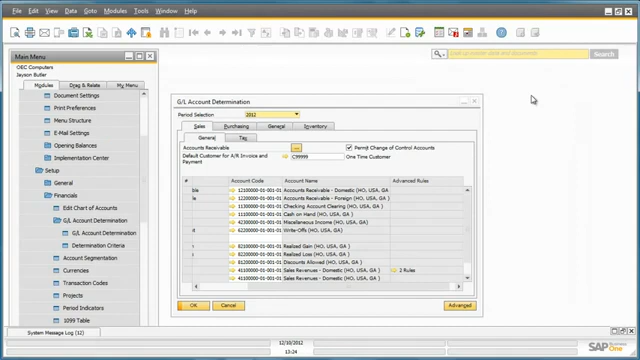 File Edit View Data Goto Modules Tools Window Help
Main Menu
OEC Computers
Jayson Butler
Modules Drag & Relate My Menu
Document Settings
Print Preferences
Menu Structure
E-Mail Settings
Opening Balances
Implementation Center
Setup
General
Financials
Edit Chart of Accounts
G/L Account Determination
G/L Account Determination
Determination Criteria
Account Segmentation
Currencies
Transaction Codes
Projects
Period Indicators
1099 Table
Search
G/L Account Determination
Period Selection 2012
Sales Purchasing General Inventory
General Tax
Accounts Receivable ... Permit Change of Control Accounts
Default Customer for A/R Invoice and Payment C99999 One Time Customer
# Account Code Account Name Advanced Rules
ble 12100000-01-001-01 Accounts Receivable - Domestic (HO, USA, GA)
le 12200000-01-001-01 Accounts Receivable - Foreign (HO, USA, GA)
11110000-01-001-01 Checking Account Clearing (HO, USA, GA)
11100000-01-001-01 Cash on Hand (HO, USA, GA)
42300000-01-001-01 Miscellaneous Income (HO, USA, GA)
62200000-01-001-01 Write-Offs (HO, USA, GA)
82100000-01-001-01 Realized Gain (HO, USA, GA)
82200000-01-001-01 Realized Loss (HO, USA, GA)
81200000-01-001-01 Discounts Allowed (HO, USA, GA)
41100000-01-001-01 Sales Revenues - Domestic (HO, USA, GA) 2 Rules
41100000-01-001-01 Sales Revenues - Domestic (HO, USA, GA)
OK Cancel Advanced
System Message Log (12)
12/10/2012
13:24
SAP Business One